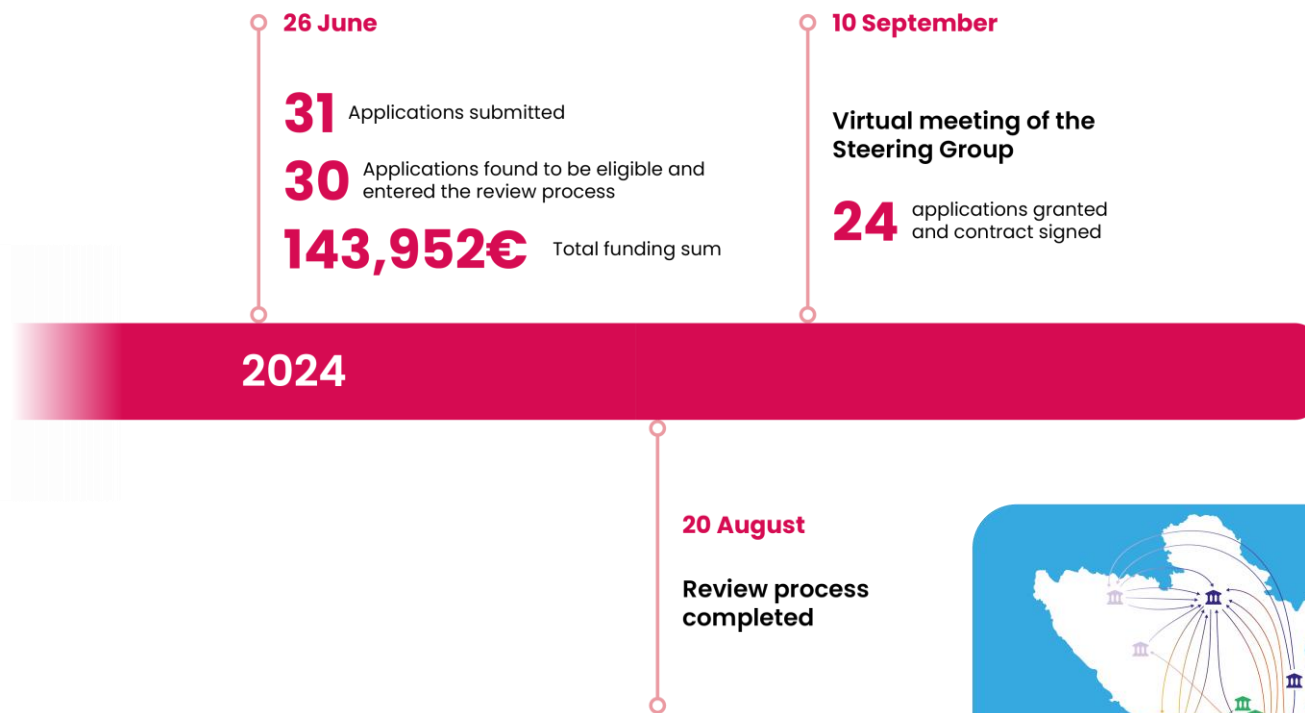 26 June
31 Applications submitted
30 Applications found to be eligible and
entered the review process
143,952€ Total funding sum
10 September
Virtual meeting of the
Steering Group
24 applications granted
and contract signed
2024
20 August
Review process
completed